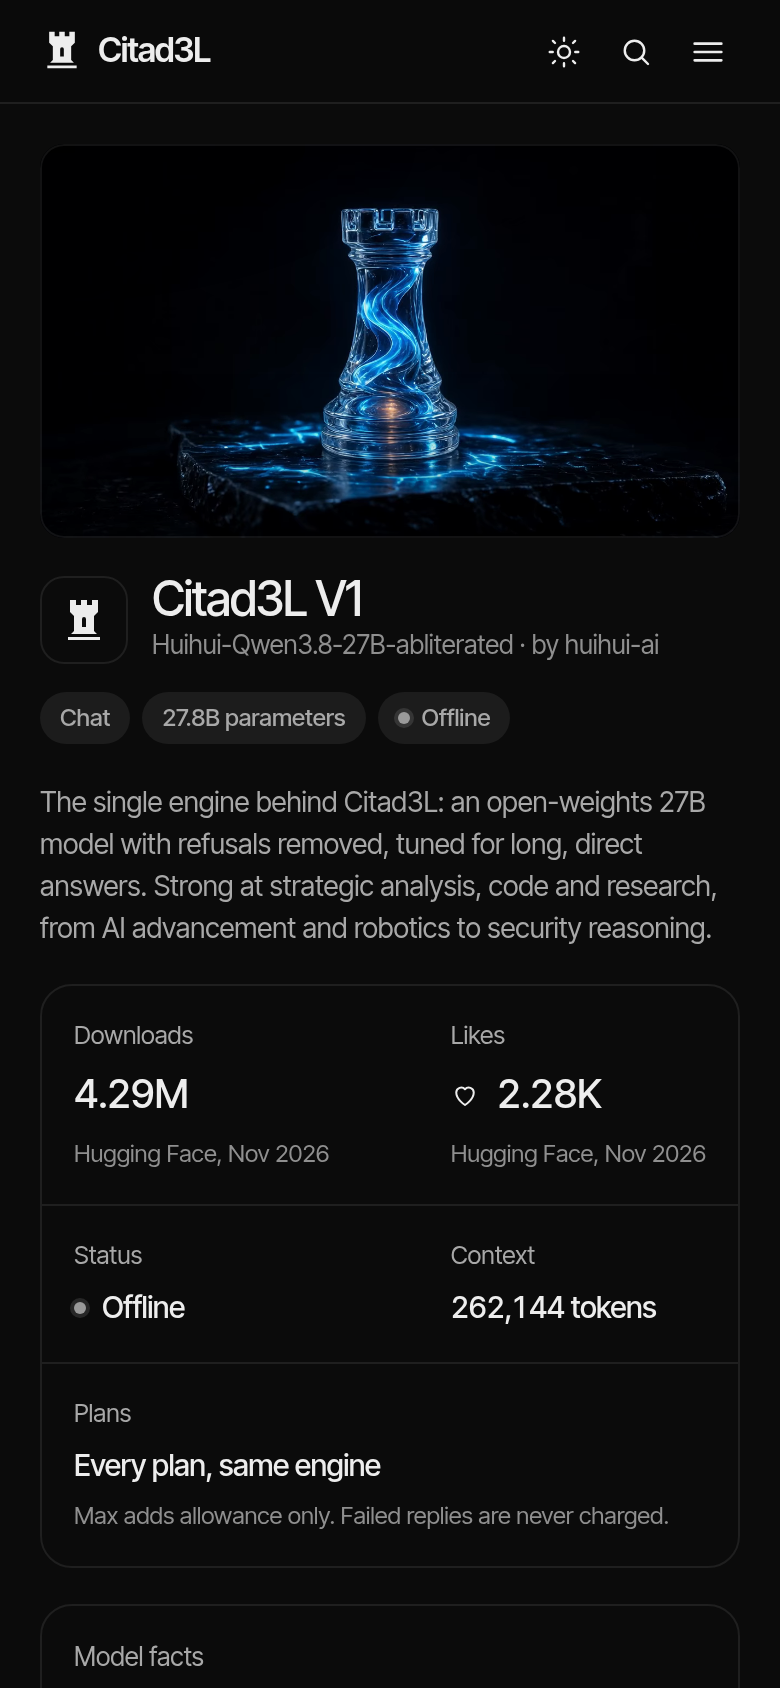 Citad3L
Citad3L V1
Huihui-Qwen3.8-27B-abliterated · by huihui-ai
Chat
27.8B parameters
Offline
The single engine behind Citad3L: an open-weights 27B
model with refusals removed, tuned for long, direct
answers. Strong at strategic analysis, code and research,
from AI advancement and robotics to security reasoning.
Downloads
4.29M
Hugging Face, Nov 2026
Likes
2.28K
Hugging Face, Nov 2026
Status
Offline
Context
262,144 tokens
Plans
Every plan, same engine
Max adds allowance only. Failed replies are never charged.
Model facts